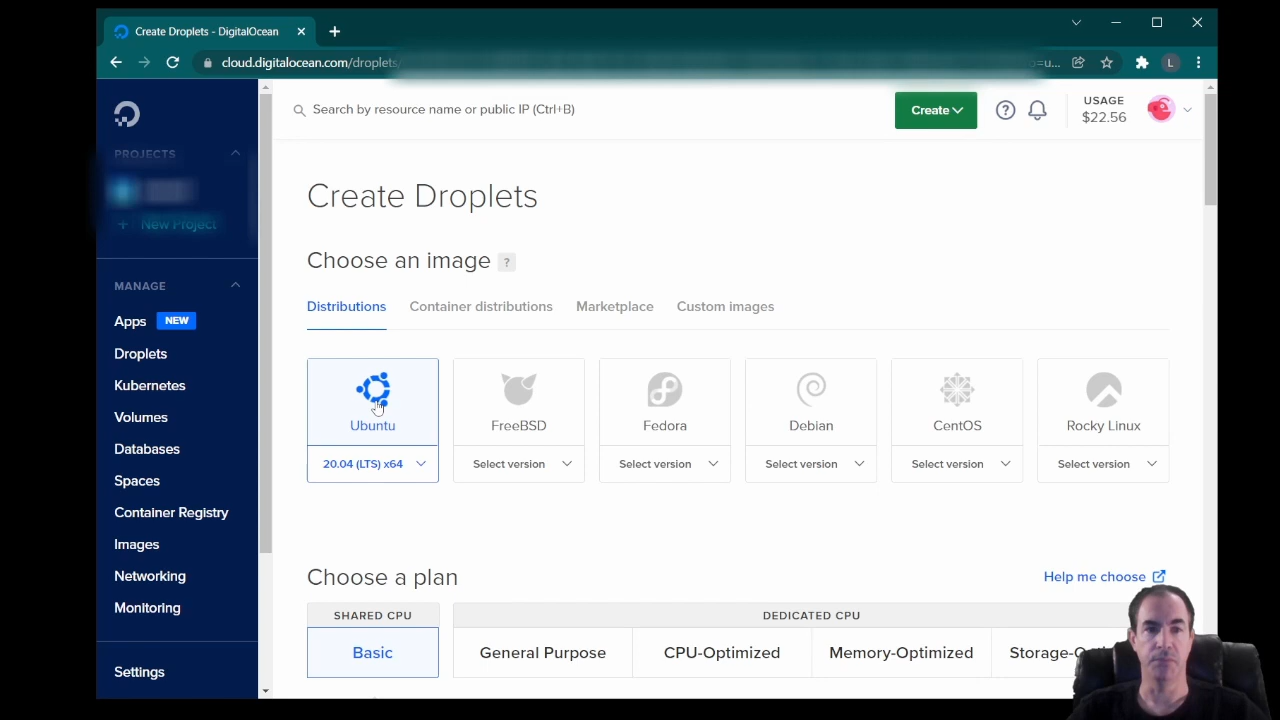 Create Droplets - DigitalOcean
cloud.digitalocean.com/droplets/
=u...
L
Search by resource name or public IP (Ctrl+B)
Create
?
USAGE
$22.56
PROJECTS
+ New Project
MANAGE
Apps NEW
Droplets
Kubernetes
Volumes
Databases
Spaces
Container Registry
Images
Networking
Monitoring
Settings
Create Droplets
Choose an image ?
Distributions Container distributions Marketplace Custom images
Ubuntu FreeBSD Fedora Debian CentOS Rocky Linux
20.04 (LTS) x64 Select version Select version Select version Select version Select version
Choose a plan Help me choose
SHARED CPU DEDICATED CPU
Basic General Purpose CPU-Optimized Memory-Optimized